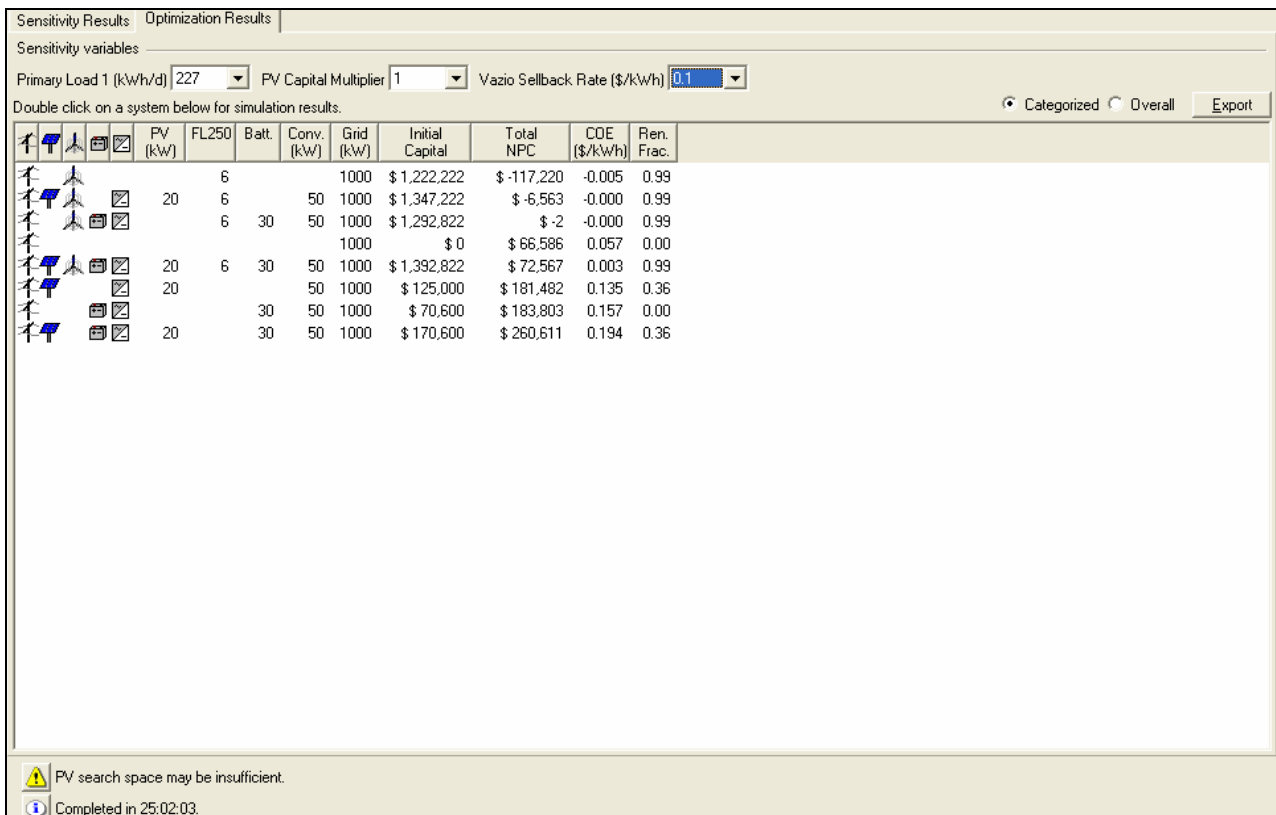 Sensitivity Results Optimization Results
Sensitivity variables
Primary Load 1 (kWh/d) 227 PV Capital Multiplier 1 Vazio Sellback Rate ($/kWh) 0.1
Double click on a system below for simulation results. Categorized Overall Export
PV (kW) FL250 Batt. Conv. (kW) Grid (kW) Initial Capital Total NPC COE ($/kWh) Ren. Frac.
6 1000 $ 1,222,222 $ -117,220 -0.005 0.99
20 6 50 1000 $ 1,347,222 $ -6,563 -0.000 0.99
6 30 50 1000 $ 1,292,822 $ -2 -0.000 0.99
1000 $ 0 $ 66,586 0.057 0.00
20 6 30 50 1000 $ 1,392,822 $ 72,567 0.003 0.99
20 50 1000 $ 125,000 $ 181,482 0.135 0.36
30 50 1000 $ 70,600 $ 183,803 0.157 0.00
20 30 50 1000 $ 170,600 $ 260,611 0.194 0.36
PV search space may be insufficient.
Completed in 25:02:03.